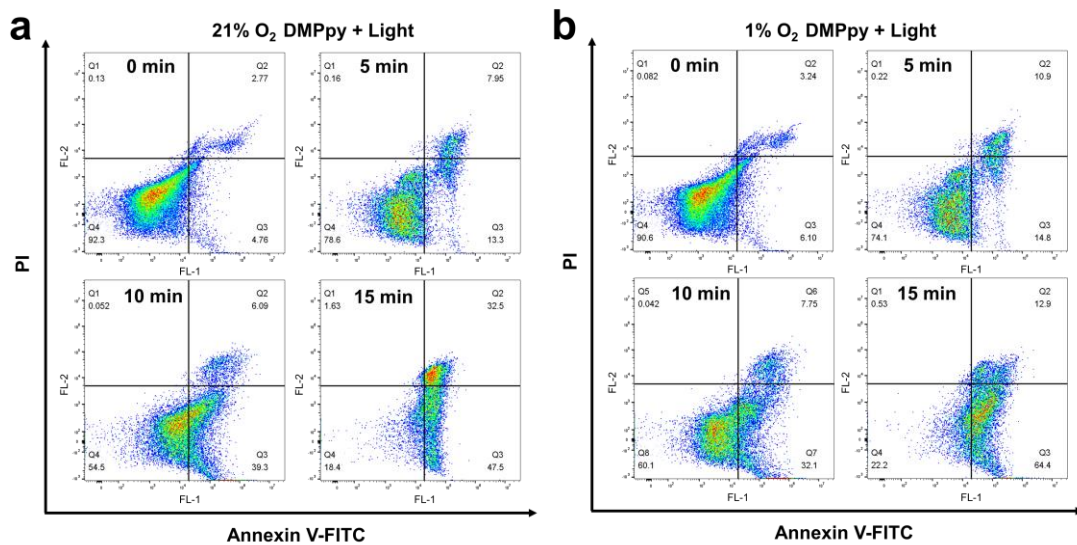 a
21% O₂ DMPpy + Light
Q1
0.13
0 min
Q2
2.77
Q4
92.3
Q3
4.76
FL-2
FL-1
Q1
0.16
5 min
Q2
7.95
Q4
78.6
Q3
13.3
FL-2
FL-1
Q1
0.052
10 min
Q2
6.09
Q4
54.5
Q3
39.3
FL-2
FL-1
Q1
1.63
15 min
Q2
32.5
Q4
18.4
Q3
47.5
FL-2
FL-1
PI
Annexin V-FITC
b
1% O₂ DMPpy + Light
Q1
0.082
0 min
Q2
3.24
Q4
90.6
Q3
6.10
FL-2
FL-1
Q1
0.22
5 min
Q2
10.9
Q4
74.1
Q3
14.8
FL-2
FL-1
Q5
0.042
10 min
Q6
7.75
Q8
60.1
Q7
32.1
FL-2
FL-1
Q1
0.53
15 min
Q2
12.9
Q4
22.2
Q3
64.4
FL-2
FL-1
PI
Annexin V-FITC